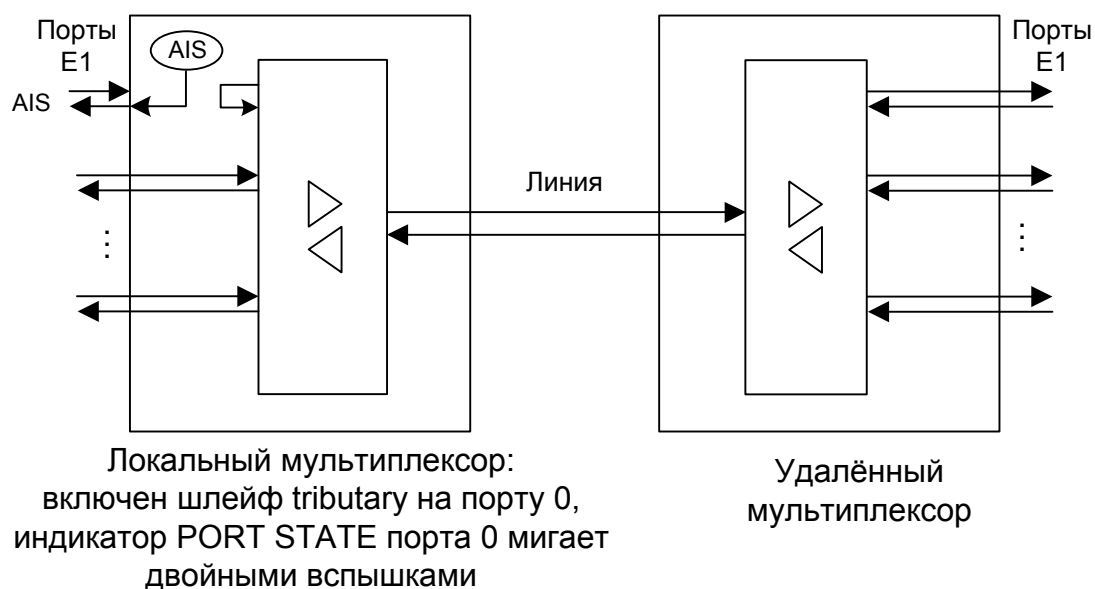 Порты
E1
AIS
AIS
Линия
Порты
E1
Локальный мультиплексор:
включен шлейф tributary на порту 0,
индикатор PORT STATE порта 0 мигает
двойными вспышками
Удалённый
мультиплексор